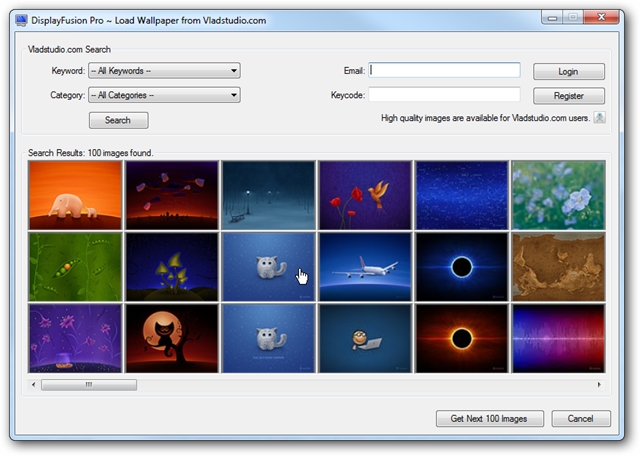 DisplayFusion Pro ~ Load Wallpaper from Vladstudio.com
Vladstudio.com Search
Keyword: -- All Keywords -- Email: Login
Category: -- All Categories -- Keycode: Register
Search High quality images are available for Vladstudio.com users.
Search Results: 100 images found.
Get Next 100 Images Cancel